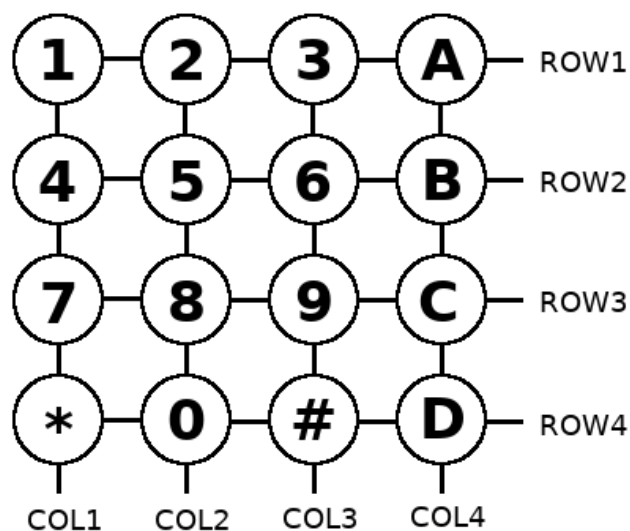 1 2 3 A ROW1
4 5 6 B ROW2
7 8 9 C ROW3
* 0 # D ROW4
COL1 COL2 COL3 COL4